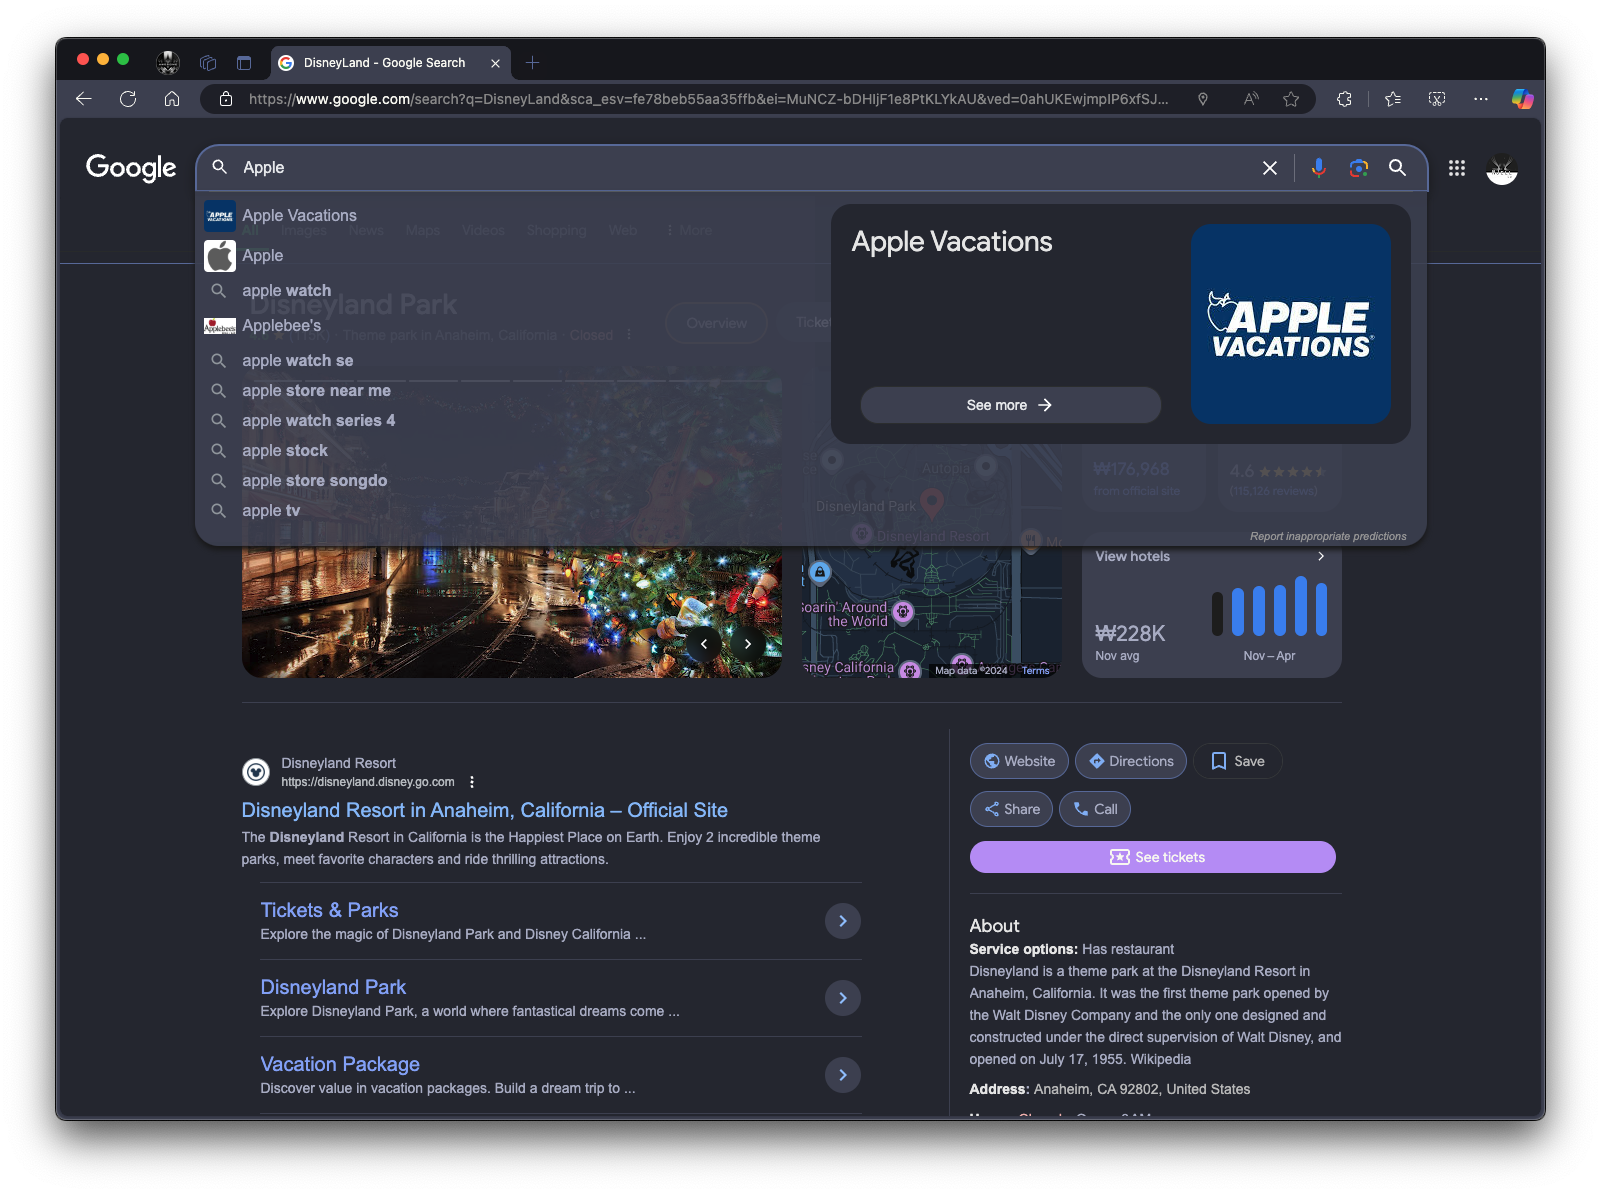 DisneyLand - Google Search
https://www.google.com/search?q=DisneyLand&sca_esv=fe78beb55aa35ffb&ei=MuNCZ-bDHIjF1e8PtKLYkAU&ved=0ahUKEwjmpIP6xfSJ...
Google
Apple
APPLE VACATIONS
Apple Vacations
All Images News Maps Videos Shopping Web More
Apple
apple watch
Disneyland Park
Applebee's
Applebee's
Theme park in Anaheim, California · Closed
Overview
Ticke
apple watch se
apple store near me
apple watch series 4
apple stock
apple store songdo
apple tv
Apple Vacations
See more
APPLE
VACATIONS
Autopia
Disneyland Park
Disneyland Resort
₩176,968
from official site
4.6
(115,126 reviews)
Report inappropriate predictions
Soarin' Around
the World
sney California
Map data ©2024 Terms
View hotels
₩228K
Nov avg
Nov – Apr
Disneyland Resort
https://disneyland.disney.go.com
Disneyland Resort in Anaheim, California – Official Site
The Disneyland Resort in California is the Happiest Place on Earth. Enjoy 2 incredible theme
parks, meet favorite characters and ride thrilling attractions.
Tickets & Parks
Explore the magic of Disneyland Park and Disney California ...
Disneyland Park
Explore Disneyland Park, a world where fantastical dreams come ...
Vacation Package
Discover value in vacation packages. Build a dream trip to ...
Website
Directions
Save
Share
Call
See tickets
About
Service options: Has restaurant
Disneyland is a theme park at the Disneyland Resort in
Anaheim, California. It was the first theme park opened by
the Walt Disney Company and the only one designed and
constructed under the direct supervision of Walt Disney, and
opened on July 17, 1955. Wikipedia
Address: Anaheim, CA 92802, United States